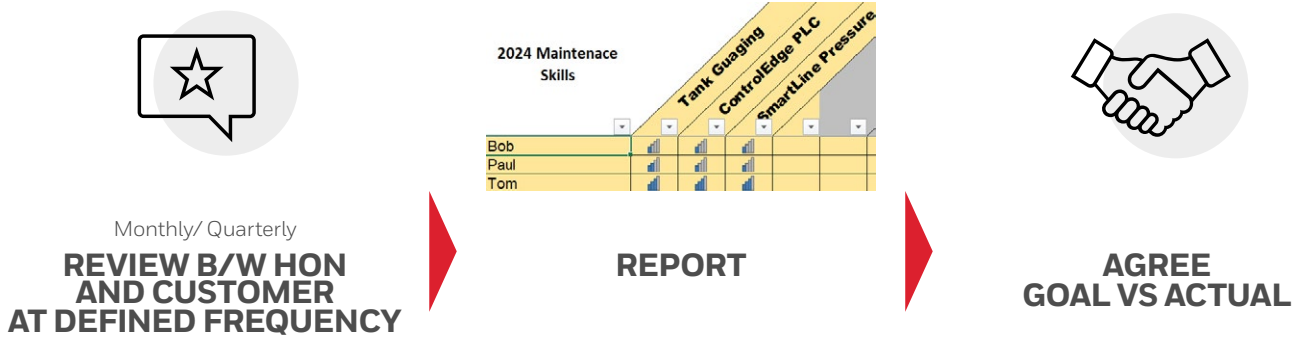 Monthly/ Quarterly
REVIEW B/W HON
AND CUSTOMER
AT DEFINED FREQUENCY
2024 Maintenace
Skills
Tank Guaging
ControlEdge PLC
SmartLine Pressure
Bob
Paul
Tom
REPORT
AGREE
GOAL VS ACTUAL